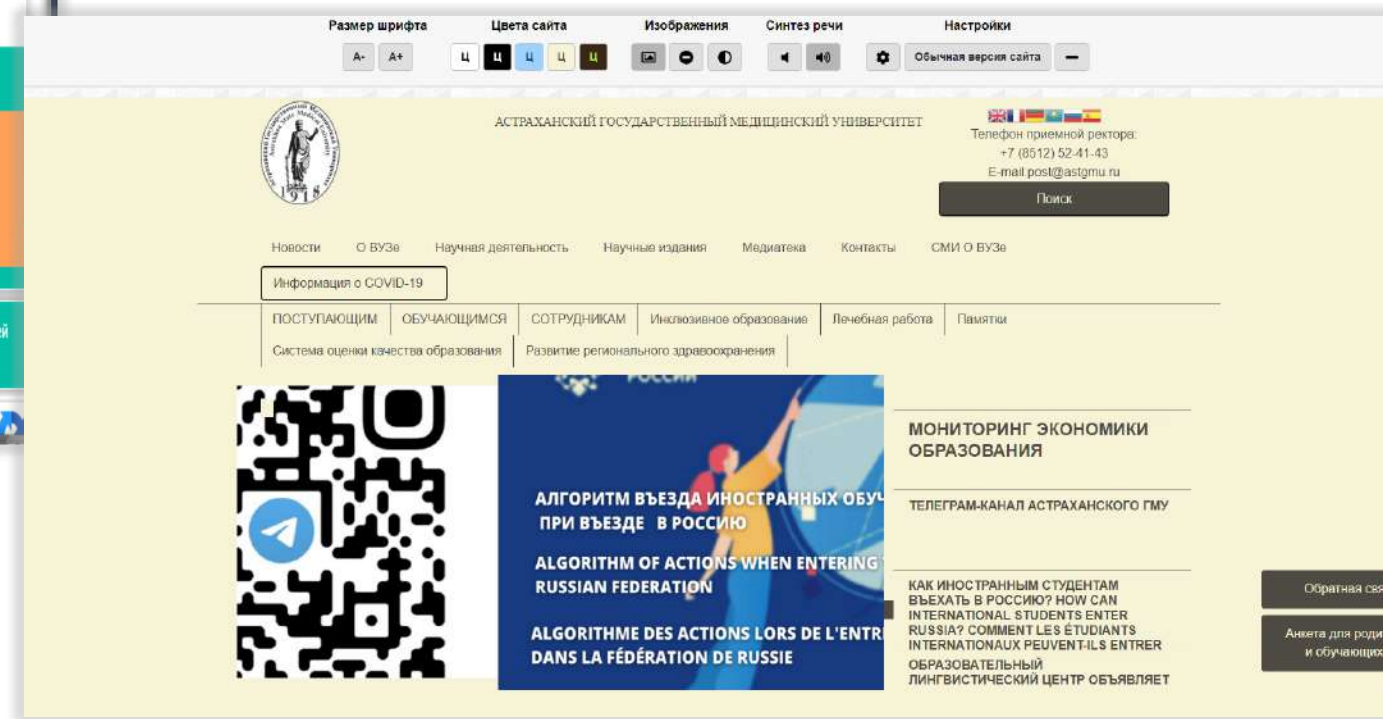 Размер шрифта
Цвета сайта
Изображения
Синтез речи
Настройки
А- А+
Ц Ц Ц Ц Ц
Обычная версия сайта
АСТРАХАНСКИЙ ГОСУДАРСТВЕННЫЙ МЕДИЦИНСКИЙ УНИВЕРСИТЕТ
1918
Телефон приемной ректора:
+7 (8512) 52-41-43
E-mail post@astgmu.ru
Поиск
Новости О ВУЗе Научная деятельность Научные издания Медиатека Контакты СМИ О ВУЗе
Информация о COVID-19
ПОСТУПАЮЩИМ ОБУЧАЮЩИМСЯ СОТРУДНИКАМ Инклюзивное образование Лечебная работа Памятки
Система оценки качества образования Развитие регионального здравоохранения
РОССИИ
АЛГОРИТМ ВЪЕЗДА ИНОСТРАННЫХ ОБУЧ
ПРИ ВЪЕЗДЕ В РОССИЮ
ALGORITHM OF ACTIONS WHEN ENTERING
RUSSIAN FEDERATION
ALGORITHME DES ACTIONS LORS DE L'ENTR
DANS LA FÉDÉRATION DE RUSSIE
МОНИТОРИНГ ЭКОНОМИКИ
ОБРАЗОВАНИЯ
ТЕЛЕГРАМ-КАНАЛ АСТРАХАНСКОГО ГМУ
КАК ИНОСТРАННЫМ СТУДЕНТАМ
ВЪЕХАТЬ В РОССИЮ? HOW CAN
INTERNATIONAL STUDENTS ENTER
RUSSIA? COMMENT LES ÉTUDIANTS
INTERNATIONAUX PEUVENT-ILS ENTRER
ОБРАЗОВАТЕЛЬНЫЙ
ЛИНГВИСТИЧЕСКИЙ ЦЕНТР ОБЪЯВЛЯЕТ
Обратная свя
Анкета для роди
и обучающих